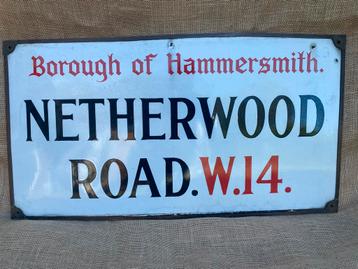 Borough of Hammersmith.
NETHERWOOD
ROAD. W.14.